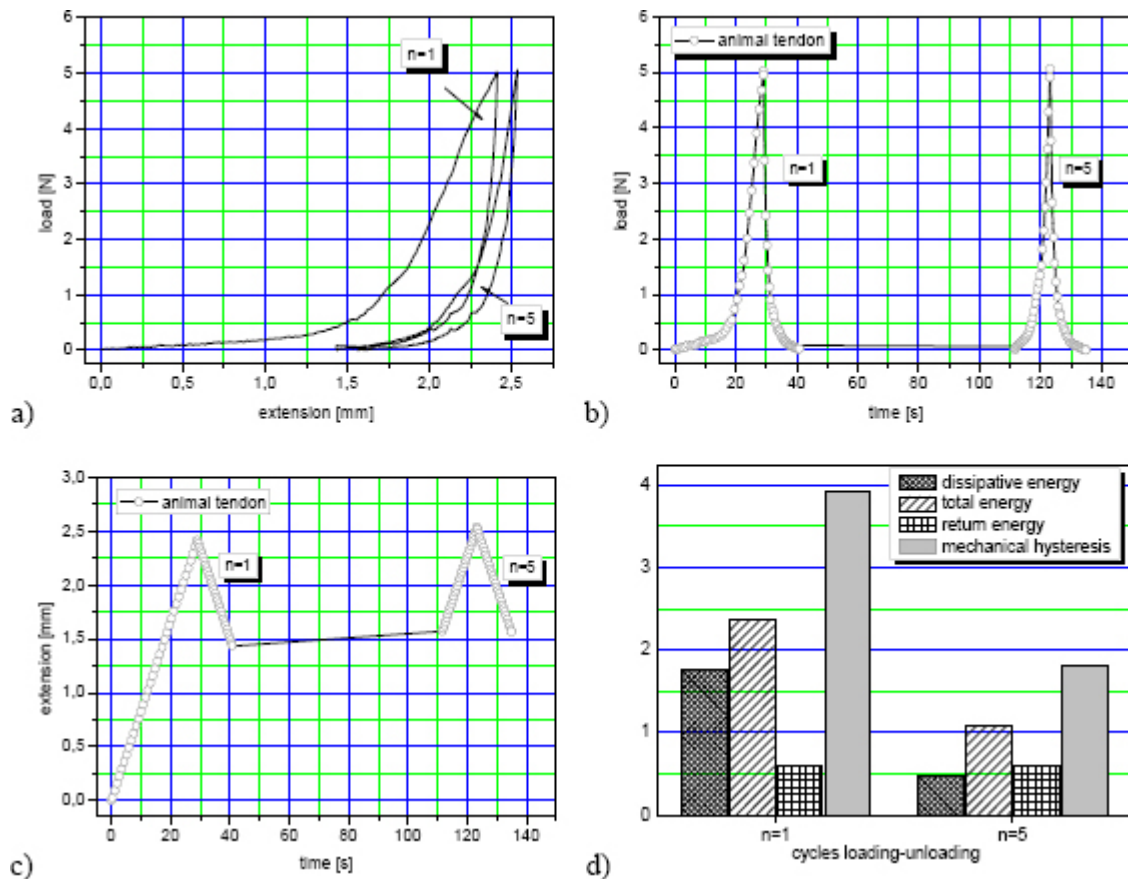 a)
load [N]
6
5
4
3
2
1
0
n=1
n=5
0,0 0,5 1,0 1,5 2,0 2,5
extension [mm]
b)
load [N]
6
5
4
3
2
1
0
animal tendon
n=1
n=5
0 20 40 60 80 100 120 140
time [s]
c)
extension [mm]
3,0
2,5
2,0
1,5
1,0
0,5
0,0
animal tendon
n=1
n=5
0 20 40 60 80 100 120 140
time [s]
d)
4
3
2
1
0
dissipative energy
total energy
return energy
mechanical hysteresis
n=1 n=5
cycles loading-unloading